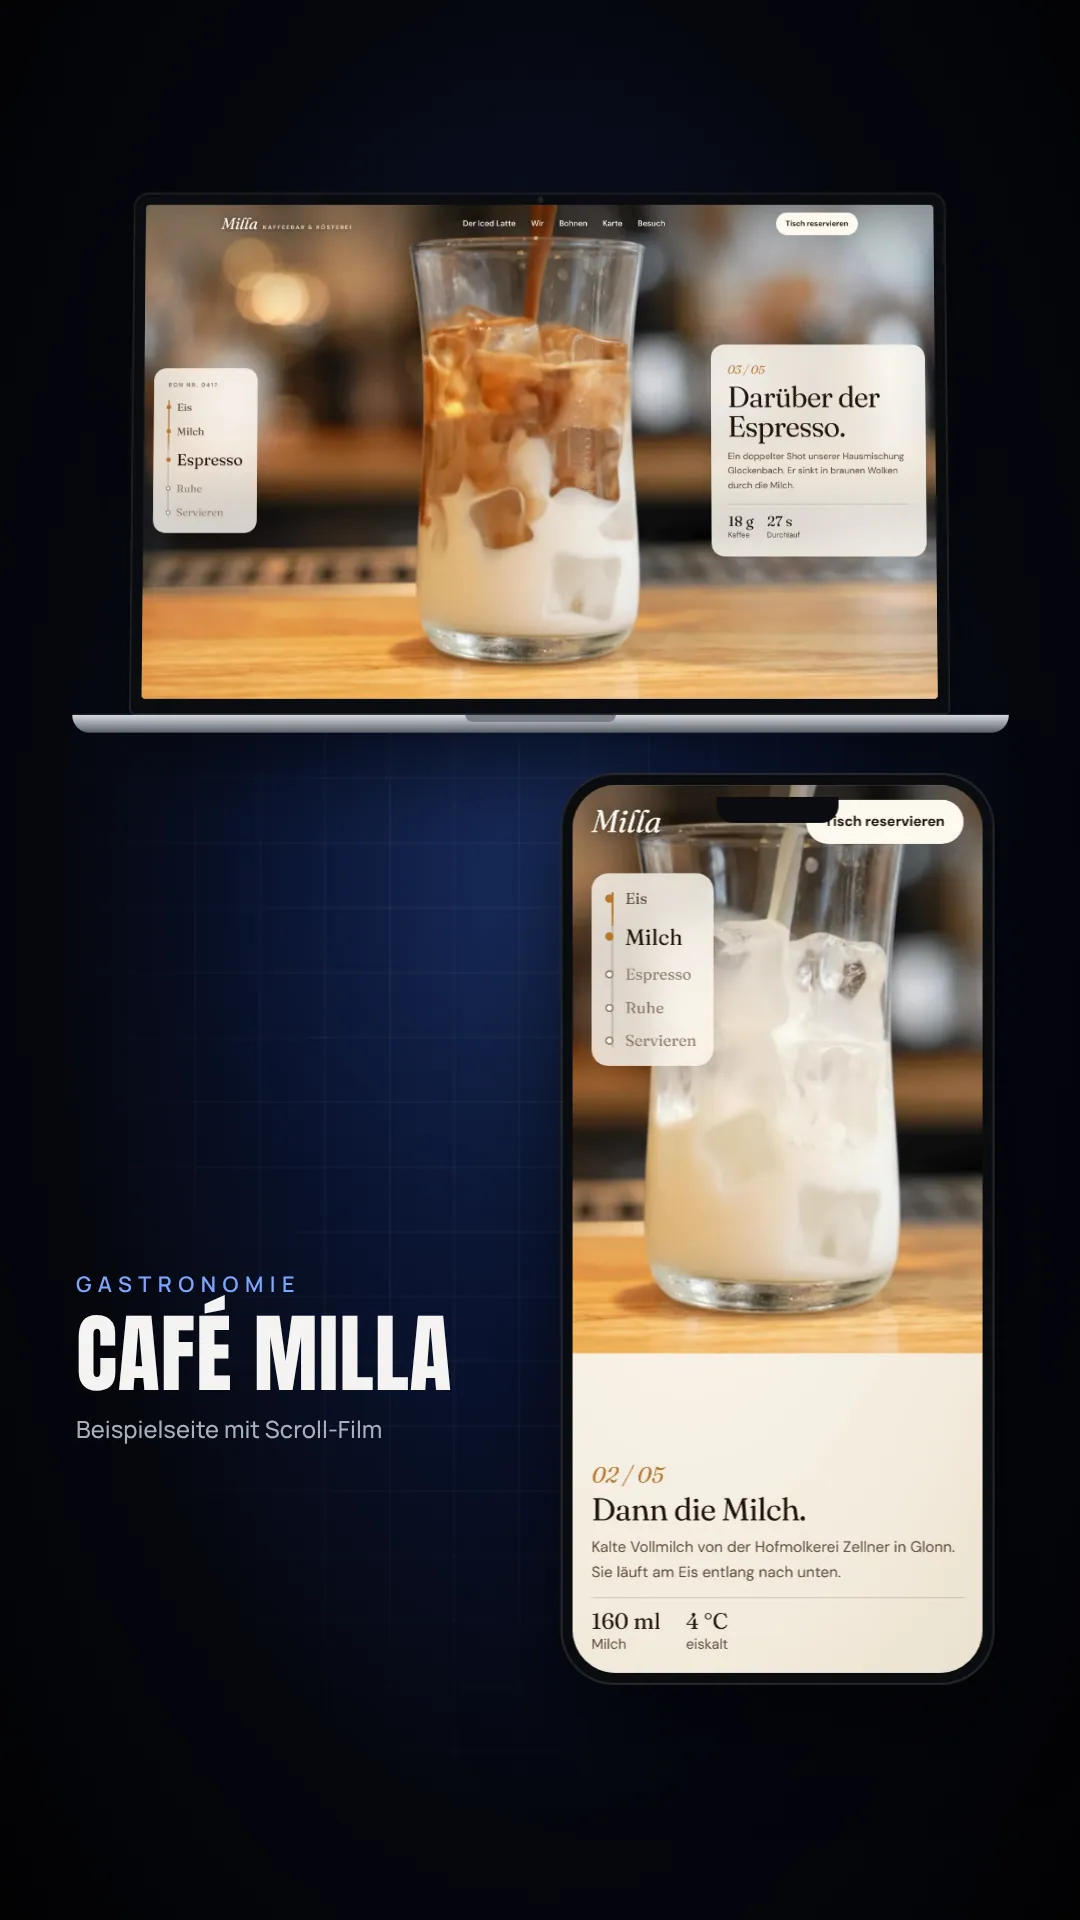 Milla KAFFEEBAR & RÖSTEREI
Der Iced Latte Wir Bohnen Karte Besuch
Tisch reservieren
BON NR. 0417
Eis
Milch
Espresso
Ruhe
Servieren
03 / 05
Darüber der
Espresso.
Ein doppelter Shot unserer Hausmischung
Glockenbach. Er sinkt in braunen Wolken
durch die Milch.
18 g 27 s
Kaffee Durchlauf
Milla
Tisch reservieren
Eis
Milch
Espresso
Ruhe
Servieren
GASTRONOMIE
CAFÉ MILLA
Beispielseite mit Scroll-Film
02 / 05
Dann die Milch.
Kalte Vollmilch von der Hofmolkerei Zellner in Glonn.
Sie läuft am Eis entlang nach unten.
160 ml 4 °C
Milch eiskalt